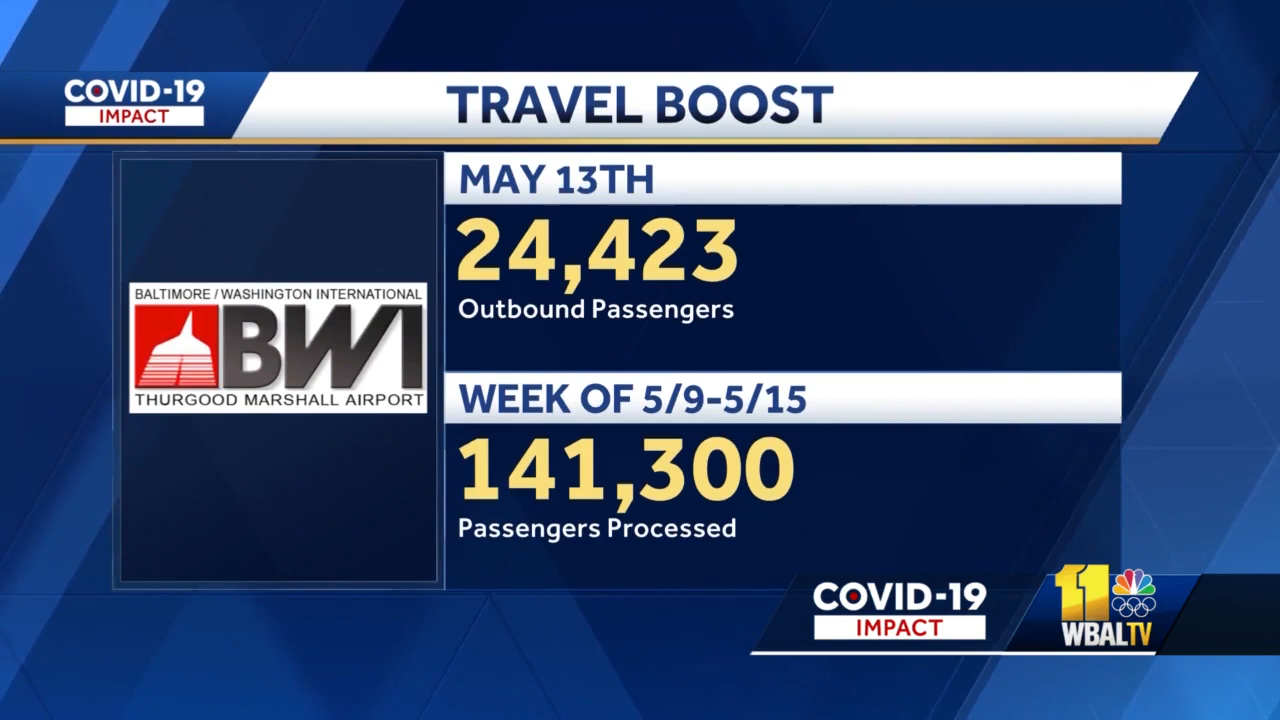 COVID-19
IMPACT
TRAVEL BOOST
BALTIMORE / WASHINGTON INTERNATIONAL
BWI
THURGOOD MARSHALL AIRPORT
MAY 13TH
24,423
Outbound Passengers
WEEK OF 5/9-5/15
141,300
Passengers Processed
COVID-19
IMPACT
11
WBALTV